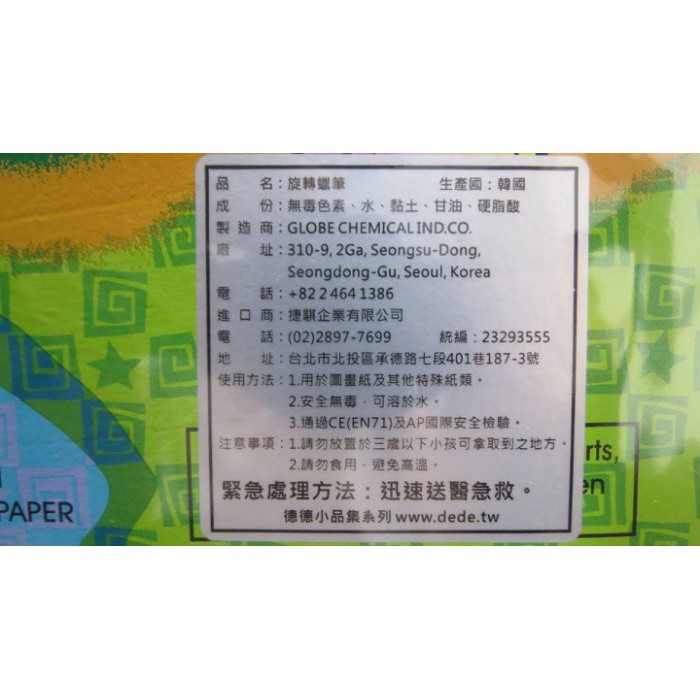 品 名：旋轉蠟筆 生產國：韓國
成 份：無毒色素、水、黏土、甘油、硬脂酸
製 造 商：GLOBE CHEMICAL IND.CO.
廠 址：310-9, 2Ga, Seongsu-Dong,
Seongdong-Gu, Seoul, Korea
電 話：+82 2 464 1386
進 口 商：捷騏企業有限公司
電 話：(02)2897-7699 統編：23293555
地 址：台北市北投區承德路七段401巷187-3號
使用方法：1.用於圖畫紙及其他特殊紙類。
2.安全無毒，可溶於水。
3.通過CE(EN71)及AP國際安全檢驗。
注意事項：1.請勿放置於三歲以下小孩可拿取到之地方。
2.請勿食用，避免高溫。
緊急處理方法：迅速送醫急救。
德德小品集系列 www.dede.tw
PAPER
rts,
en